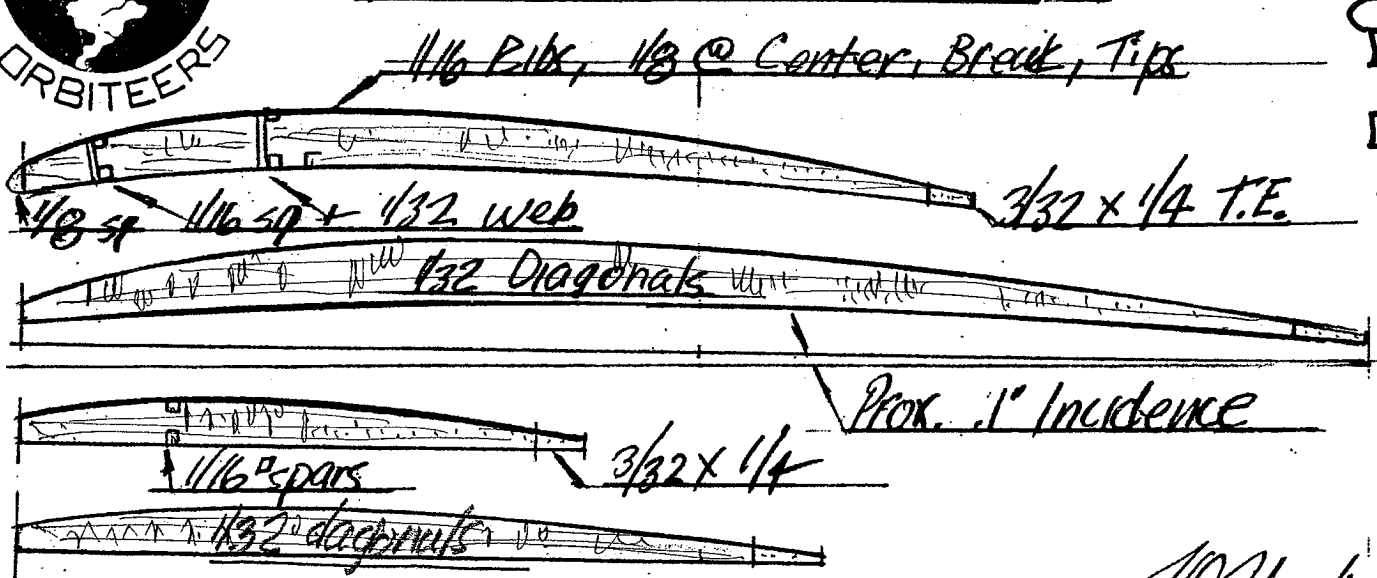 ORBITEERS
1/16 Ribs, 1/8 @ Center, Break, Tips
1/8 sq 1/16 sq + 1/32 web
3/32 x 1/4 T.E.
1/32 Diagonals
Prox. .1" Incidence
1/16" spars
3/32 x 1/4
1/32" dagonals